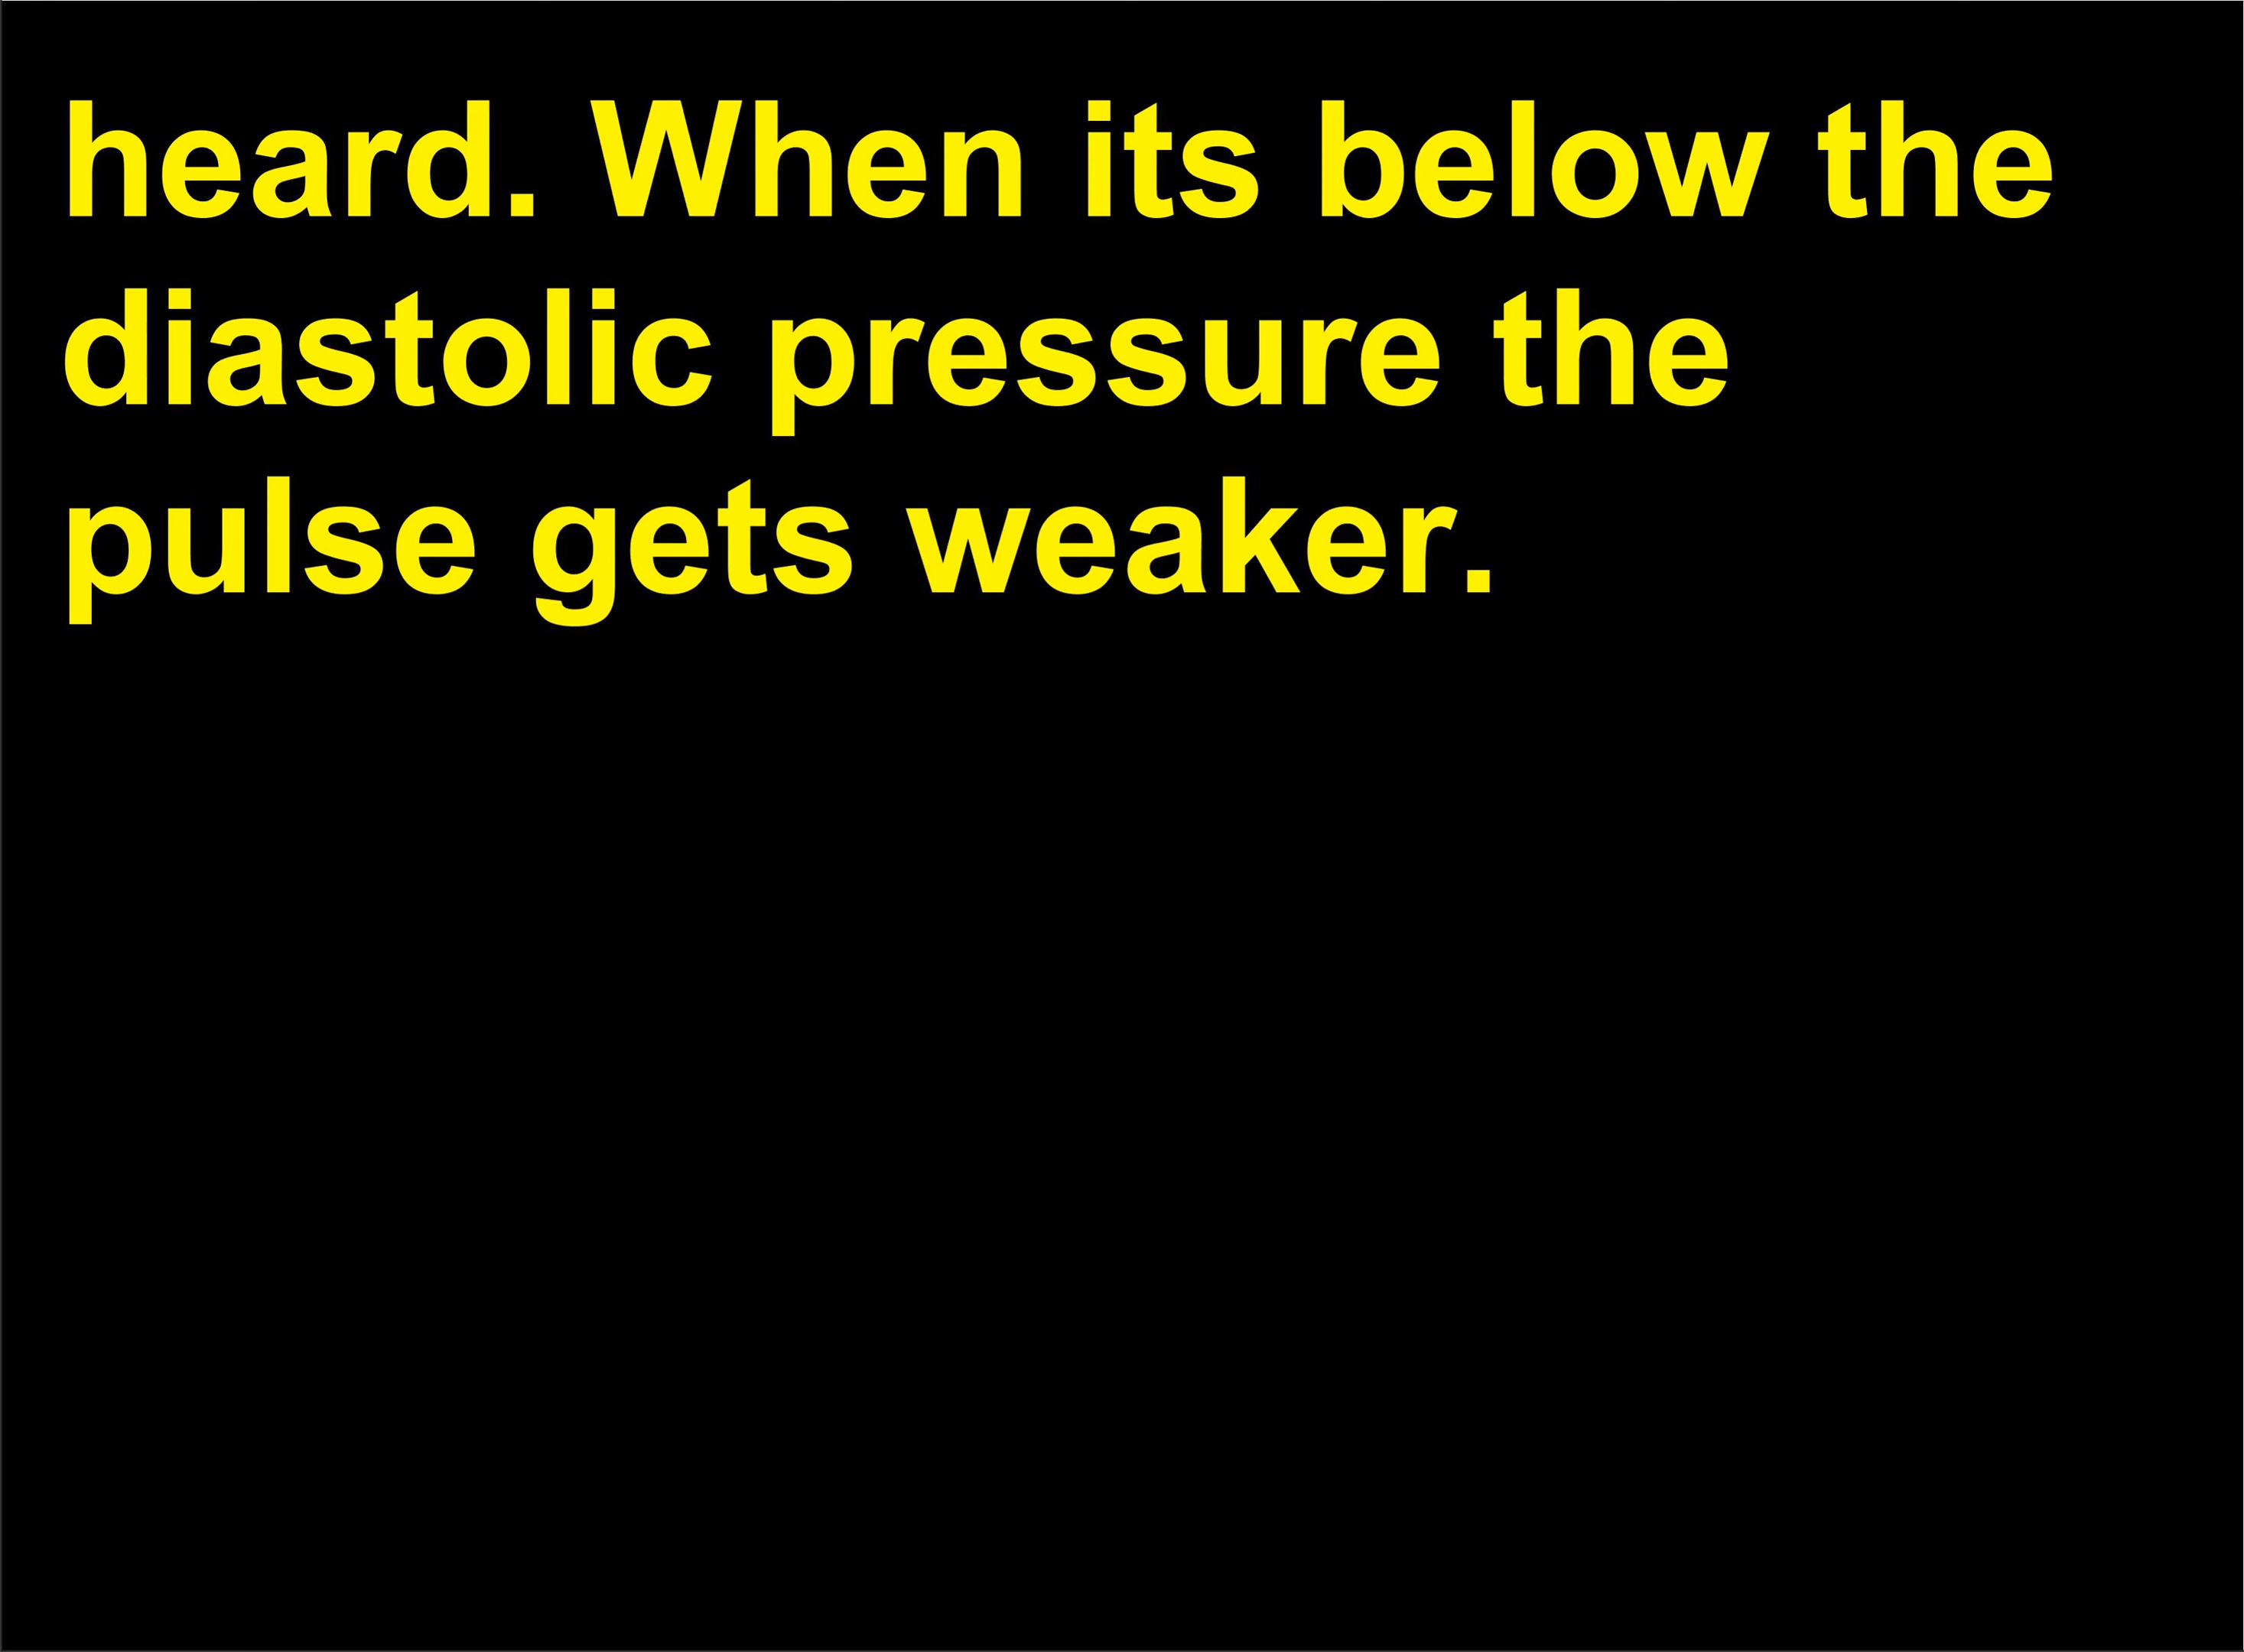 heard. When its below the
diastolic pressure the
pulse gets weaker.